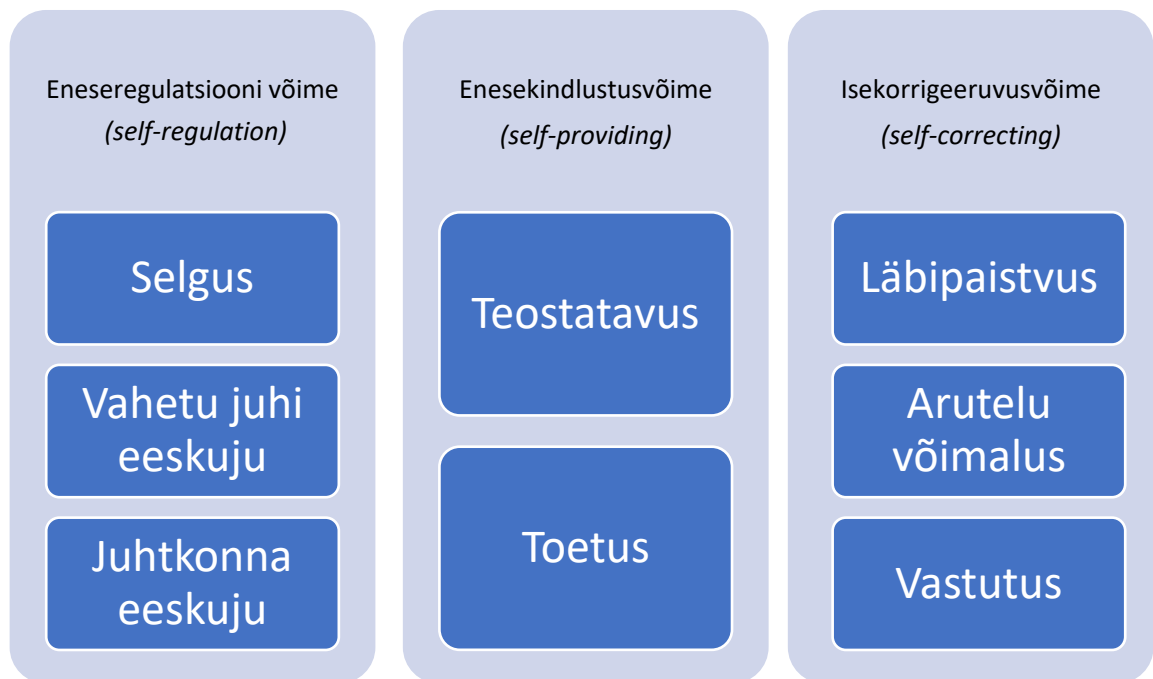 Eneseregulatsiooni võime
(self-regulation)
Selgus
Vahetu juhi
eeskuju
Juhtkonna
eeskuju
Enesekindlustusvõime
(self-providing)
Teostatavus
Toetus
Isekorrigeeruvusvõime
(self-correcting)
Läbipaistvus
Arutelu
võimalus
Vastutus